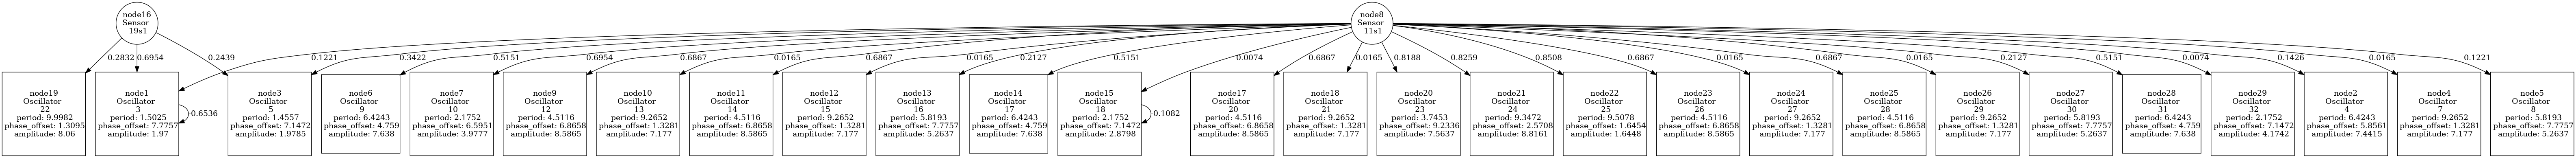 node16
Sensor
19s1
node8
Sensor
11s1
-0.2832
0.6954
0.2439
-0.1221
0.3422
-0.5151
0.6954
-0.6867
0.0165
-0.6867
0.0165
0.2127
-0.5151
0.0074
-0.6867
0.0165
0.8188
-0.8259
0.8508
-0.6867
0.0165
-0.6867
0.0165
0.2127
-0.5151
0.0074
-0.1426
0.0165
-0.1221
node19
Oscillator
22
period: 9.9982
phase_offset: 1.3095
amplitude: 8.06
node1
Oscillator
3
period: 1.5025
phase_offset: 7.7757
amplitude: 1.97
-0.6536
node3
Oscillator
5
period: 1.4557
phase_offset: 7.1472
amplitude: 1.9785
node6
Oscillator
9
period: 6.4243
phase_offset: 4.759
amplitude: 7.638
node7
Oscillator
10
period: 2.1752
phase_offset: 6.5951
amplitude: 3.9777
node9
Oscillator
12
period: 4.5116
phase_offset: 6.8658
amplitude: 8.5865
node10
Oscillator
13
period: 9.2652
phase_offset: 1.3281
amplitude: 7.177
node11
Oscillator
14
period: 4.5116
phase_offset: 6.8658
amplitude: 8.5865
node12
Oscillator
15
period: 9.2652
phase_offset: 1.3281
amplitude: 7.177
node13
Oscillator
16
period: 5.8193
phase_offset: 7.7757
amplitude: 5.2637
node14
Oscillator
17
period: 6.4243
phase_offset: 4.759
amplitude: 7.638
node15
Oscillator
18
period: 2.1752
phase_offset: 7.1472
amplitude: 2.8798
-0.1082
node17
Oscillator
20
period: 4.5116
phase_offset: 6.8658
amplitude: 8.5865
node18
Oscillator
21
period: 9.2652
phase_offset: 1.3281
amplitude: 7.177
node20
Oscillator
23
period: 3.7453
phase_offset: 9.2336
amplitude: 7.5637
node21
Oscillator
24
period: 9.3472
phase_offset: 2.5708
amplitude: 8.8161
node22
Oscillator
25
period: 9.5078
phase_offset: 1.6454
amplitude: 1.6448
node23
Oscillator
26
period: 4.5116
phase_offset: 6.8658
amplitude: 8.5865
node24
Oscillator
27
period: 9.2652
phase_offset: 1.3281
amplitude: 7.177
node25
Oscillator
28
period: 4.5116
phase_offset: 6.8658
amplitude: 8.5865
node26
Oscillator
29
period: 9.2652
phase_offset: 1.3281
amplitude: 7.177
node27
Oscillator
30
period: 5.8193
phase_offset: 7.7757
amplitude: 5.2637
node28
Oscillator
31
period: 6.4243
phase_offset: 4.759
amplitude: 7.638
node29
Oscillator
32
period: 2.1752
phase_offset: 7.1472
amplitude: 4.1742
node2
Oscillator
4
period: 6.4243
phase_offset: 5.8561
amplitude: 7.4415
node4
Oscillator
7
period: 9.2652
phase_offset: 1.3281
amplitude: 7.177
node5
Oscillator
8
period: 5.8193
phase_offset: 7.7757
amplitude: 5.2637